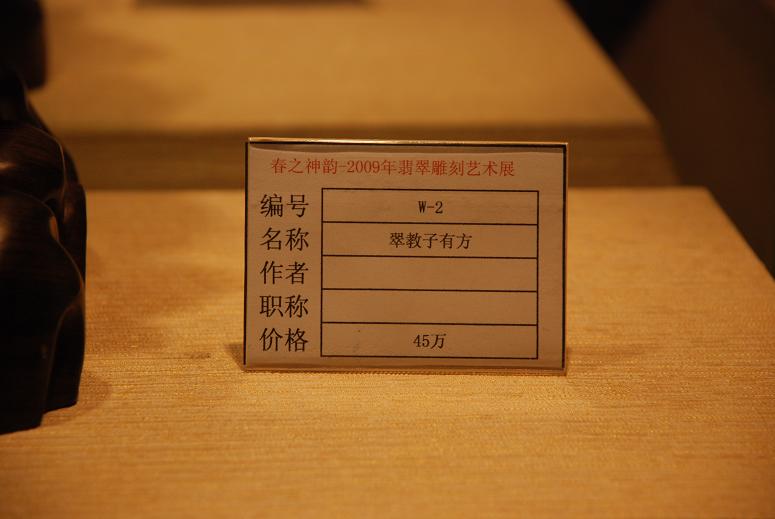 春之神韵-2009年翡翠雕刻艺术展
编号 W-2
名称 翠教子有方
作者
职称
价格 45万